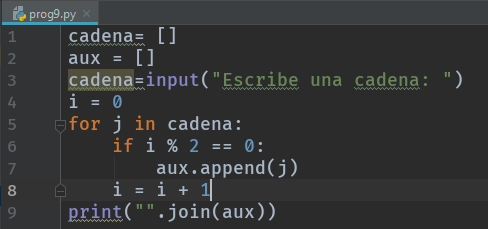 prog9.py ×
1 cadena= []
2 aux = []
3 cadena=input("Escribe una cadena: ")
4 i = 0
5 for j in cadena:
6     if i % 2 == 0:
7         aux.append(j)
8     i = i + 1
9 print("".join(aux))